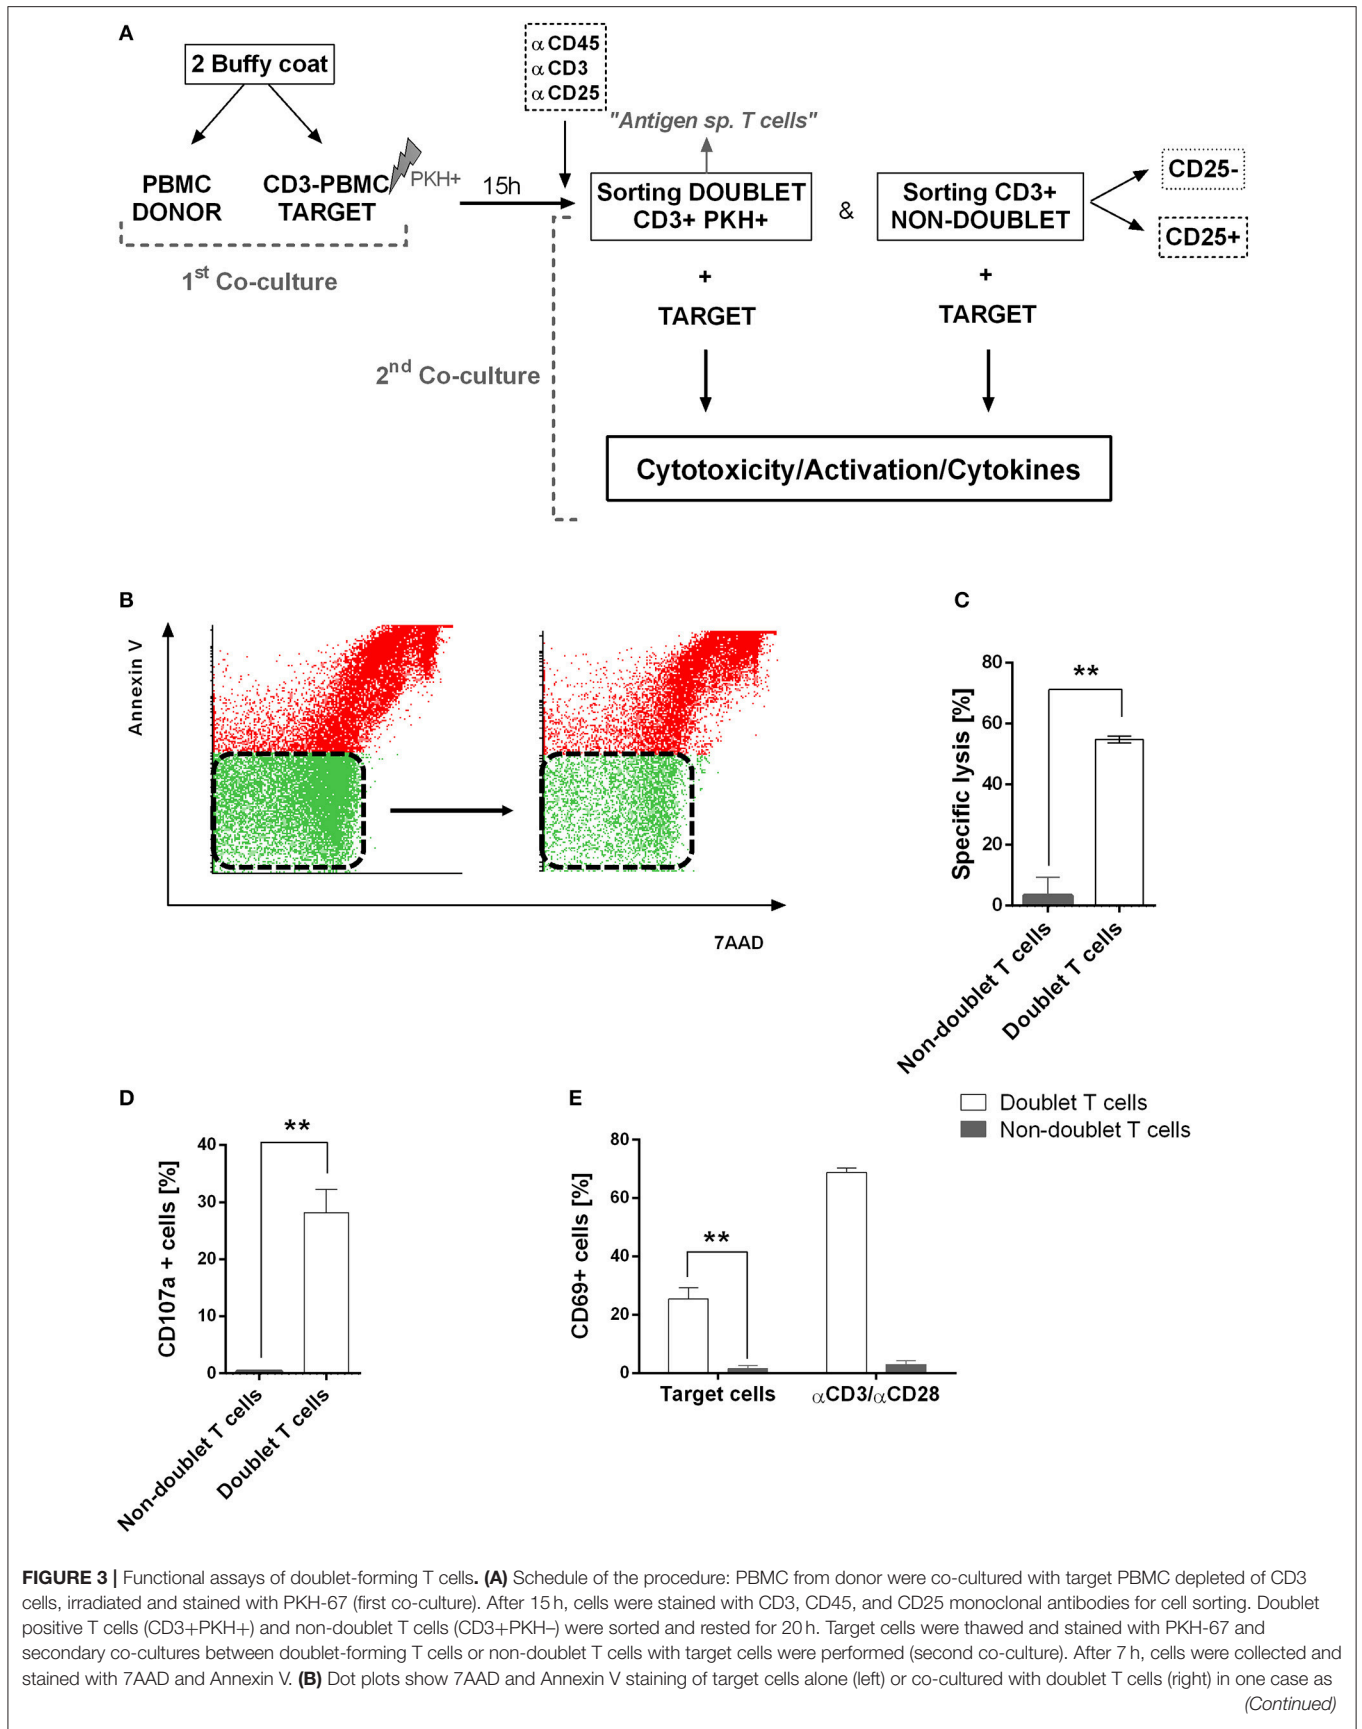 A
2 Buffy coat
PBMC
DONOR
CD3-PBMC
TARGET
PKH+
1st Co-culture
15h
α CD45
α CD3
α CD25
"Antigen sp. T cells"
Sorting DOUBLET
CD3+ PKH+
&
Sorting CD3+
NON-DOUBLET
CD25-
CD25+
+
TARGET
+
TARGET
2nd Co-culture
Cytotoxicity/Activation/Cytokines
B
Annexin V
7AAD
C
Specific lysis [%]
80
60
40
20
0
**
Non-doublet T cells
Doublet T cells
D
CD107a + cells [%]
40
30
20
10
0
**
Non-doublet T cells
Doublet T cells
E
Doublet T cells
Non-doublet T cells
CD69+ cells [%]
80
60
40
20
0
**
Target cells
αCD3/αCD28
FIGURE 3 | Functional assays of doublet-forming T cells. (A) Schedule of the procedure: PBMC from donor were co-cultured with target PBMC depleted of CD3
cells, irradiated and stained with PKH-67 (first co-culture). After 15 h, cells were stained with CD3, CD45, and CD25 monoclonal antibodies for cell sorting. Doublet
positive T cells (CD3+PKH+) and non-doublet T cells (CD3+PKH–) were sorted and rested for 20 h. Target cells were thawed and stained with PKH-67 and
secondary co-cultures between doublet-forming T cells or non-doublet T cells with target cells were performed (second co-culture). After 7 h, cells were collected and
stained with 7AAD and Annexin V. (B) Dot plots show 7AAD and Annexin V staining of target cells alone (left) or co-cultured with doublet T cells (right) in one case as
(Continued)